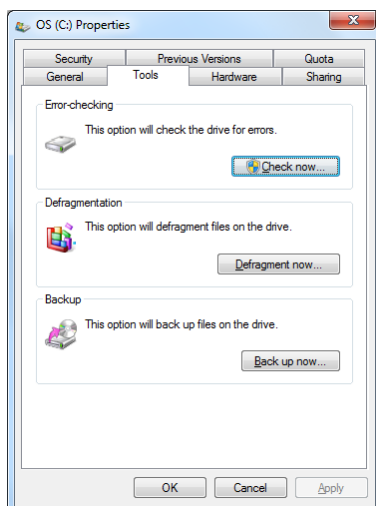 OS (C:) Properties
Security Previous Versions Quota
General Tools Hardware Sharing
Error-checking
This option will check the drive for errors.
Check now...
Defragmentation
This option will defragment files on the drive.
Defragment now...
Backup
This option will back up files on the drive.
Back up now...
OK Cancel Apply